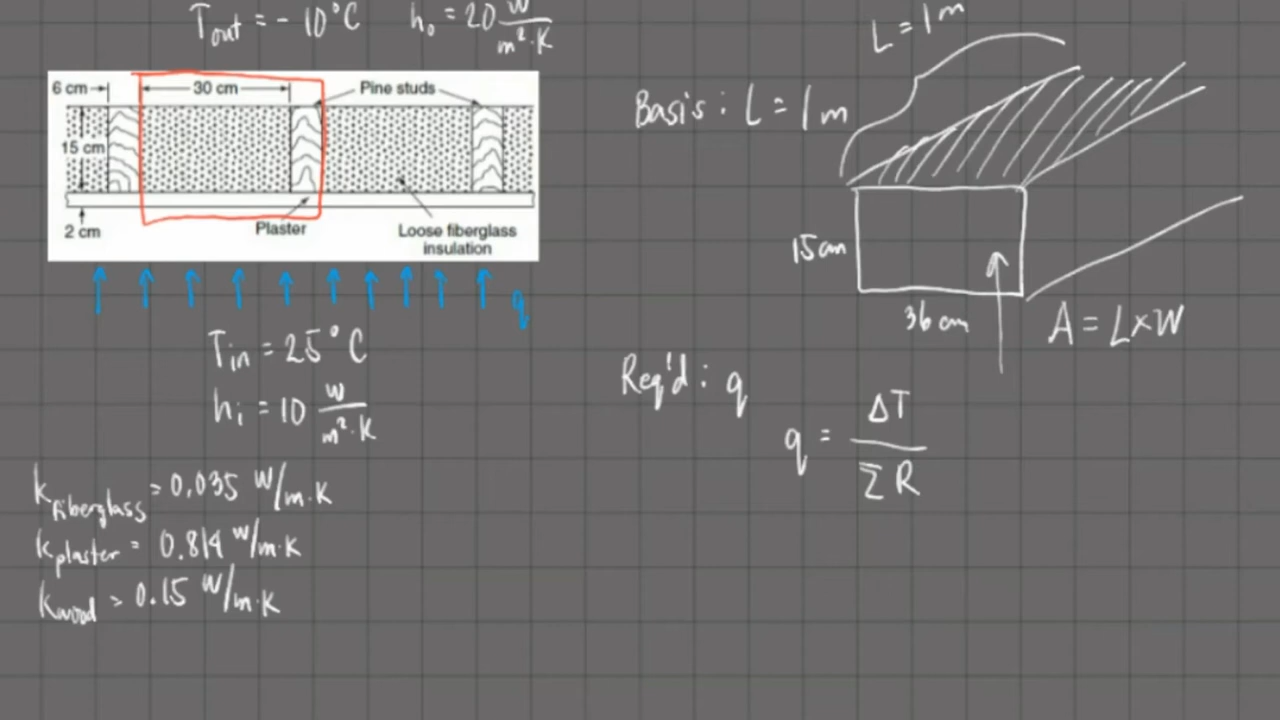 T_out = - 10°C h_o = 20 W/m²·K
6 cm 30 cm Pine studs
15 cm
2 cm Plaster Loose fiberglass
insulation
q
T_in = 25°C
h_i = 10 W/m²·K
k_fiberglass = 0.035 W/m·K
k_plaster = 0.814 W/m·K
k_wood = 0.15 W/m·K
L = 1 m
Basis: L = 1 m
15 cm
36 cm A = L×W
Req'd: q
q = ΔT / ΣR